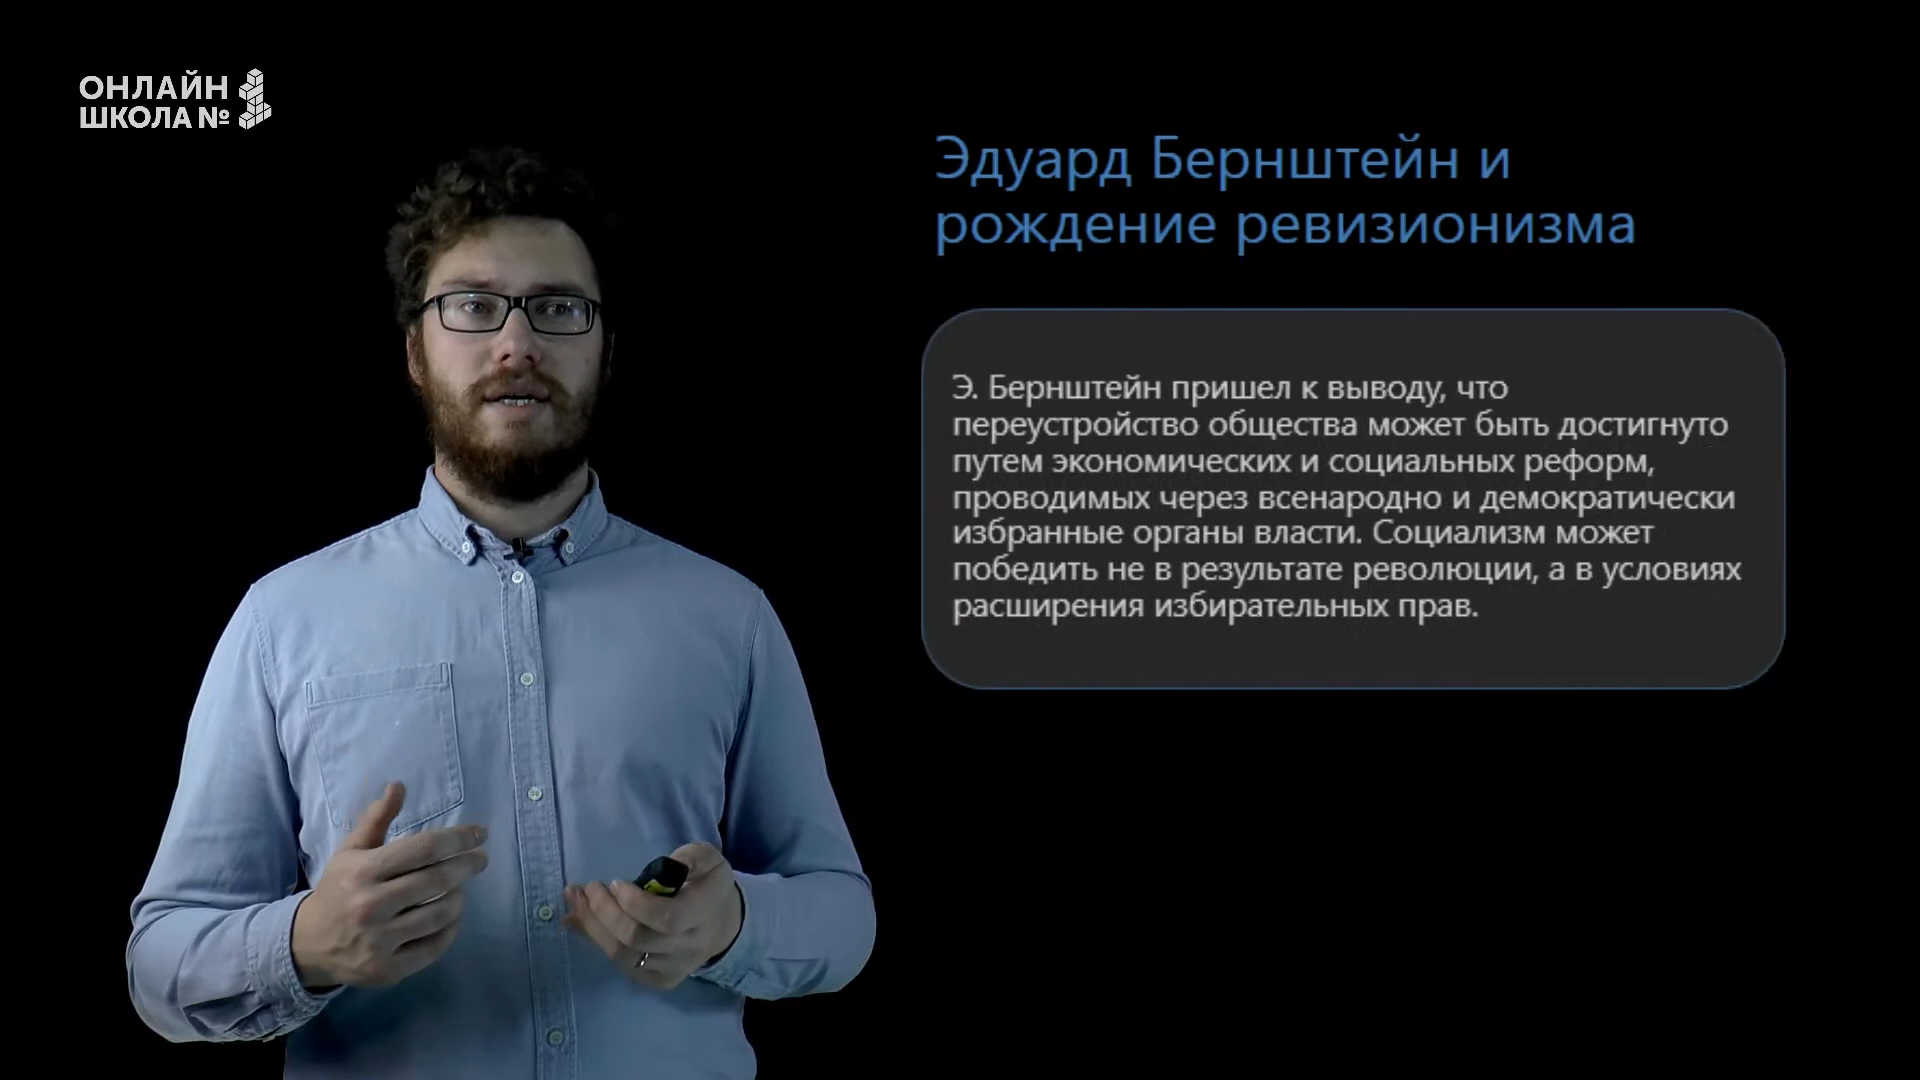 ОНЛАЙН
ШКОЛА №
Эдуард Бернштейн и
рождение ревизионизма
Э. Бернштейн пришел к выводу, что
переустройство общества может быть достигнуто
путем экономических и социальных реформ,
проводимых через всенародно и демократически
избранные органы власти. Социализм может
победить не в результате революции, а в условиях
расширения избирательных прав.